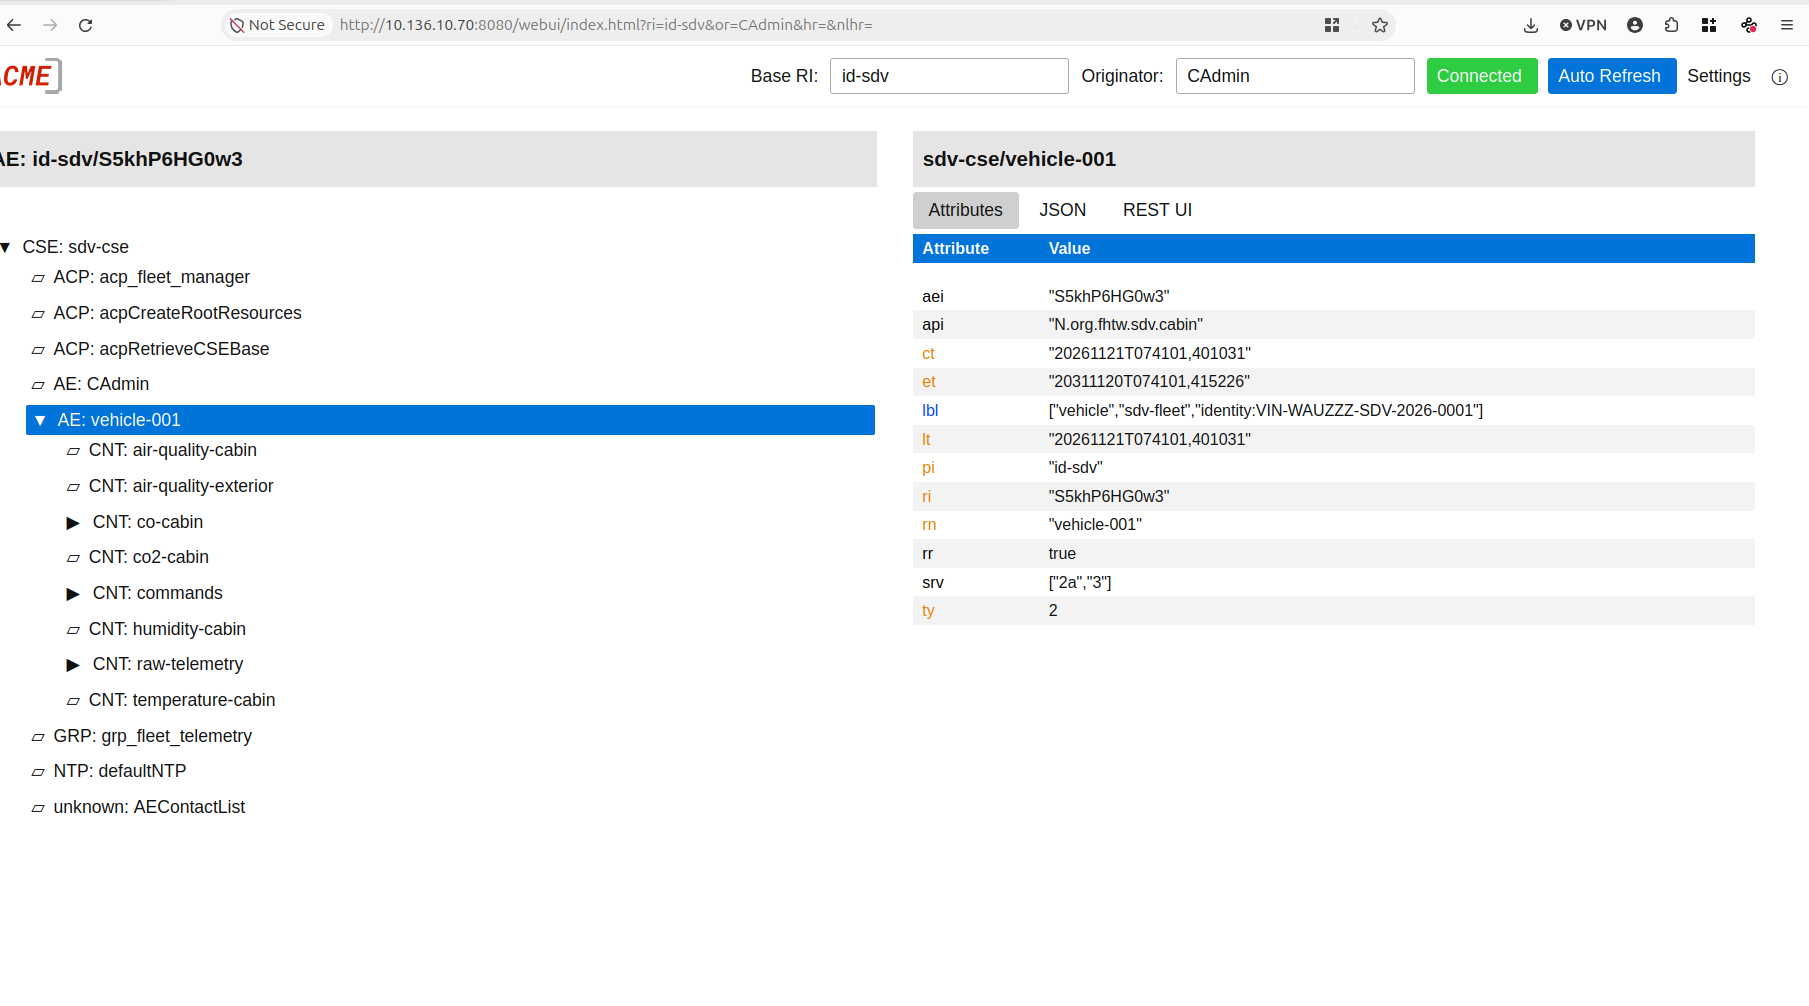 Not Secure http://10.136.10.70:8080/webui/index.html?ri=id-sdv&or=CAdmin&hr=&nlhr= VPN
ACME Base RI: id-sdv Originator: CAdmin Connected Auto Refresh Settings
AE: id-sdv/S5khP6HG0w3
CSE: sdv-cse
ACP: acp_fleet_manager
ACP: acpCreateRootResources
ACP: acpRetrieveCSEBase
AE: CAdmin
AE: vehicle-001
CNT: air-quality-cabin
CNT: air-quality-exterior
CNT: co-cabin
CNT: co2-cabin
CNT: commands
CNT: humidity-cabin
CNT: raw-telemetry
CNT: temperature-cabin
GRP: grp_fleet_telemetry
NTP: defaultNTP
unknown: AEContactList
sdv-cse/vehicle-001
Attributes JSON REST UI
Attribute Value
aei "S5khP6HG0w3"
api "N.org.fhtw.sdv.cabin"
ct "20261121T074101,401031"
et "20311120T074101,415226"
lbl ["vehicle","sdv-fleet","identity:VIN-WAUZZZ-SDV-2026-0001"]
lt "20261121T074101,401031"
pi "id-sdv"
ri "S5khP6HG0w3"
rn "vehicle-001"
rr true
srv ["2a","3"]
ty 2